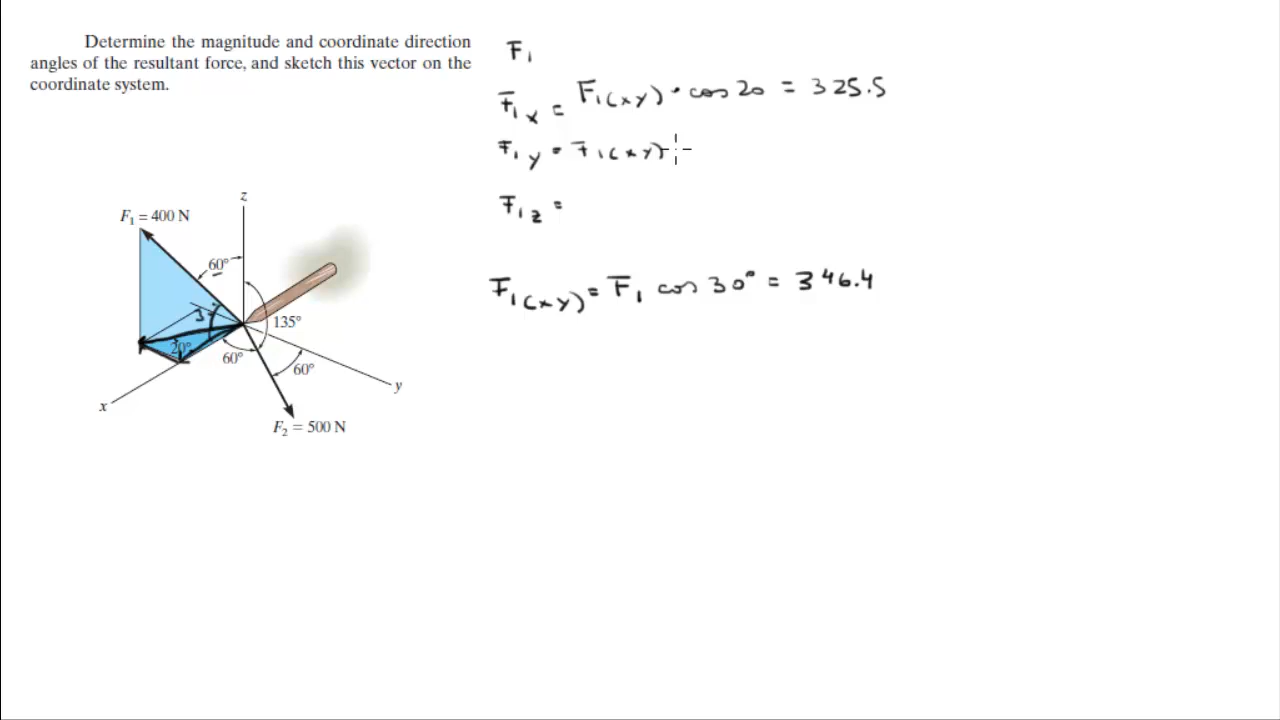 Determine the magnitude and coordinate direction
angles of the resultant force, and sketch this vector on the
coordinate system.
F₁
F₁x = F₁(xy) · cos 20 = 325.5
F₁y = F₁(xy)
F₁z =
F₁(xy) = F₁ cos 30° = 346.4
z
F₁ = 400 N
60°
135°
20°
60°
60°
x
y
F₂ = 500 N